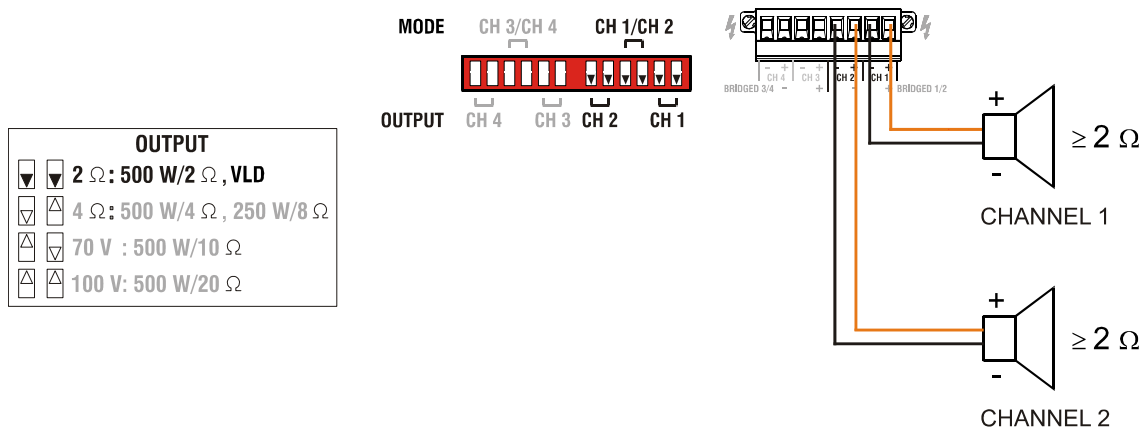 MODE CH 3/CH 4 CH 1/CH 2
OUTPUT CH 4 CH 3 CH 2 CH 1
OUTPUT
2 Ω: 500 W/2 Ω, VLD
4 Ω: 500 W/4 Ω, 250 W/8 Ω
70 V : 500 W/10 Ω
100 V: 500 W/20 Ω
- + - + - + - +
CH 4 CH 3 CH 2 CH 1
BRIDGED 3/4 - + - + BRIDGED 1/2
+
≥ 2 Ω
-
CHANNEL 1
+
≥ 2 Ω
-
CHANNEL 2